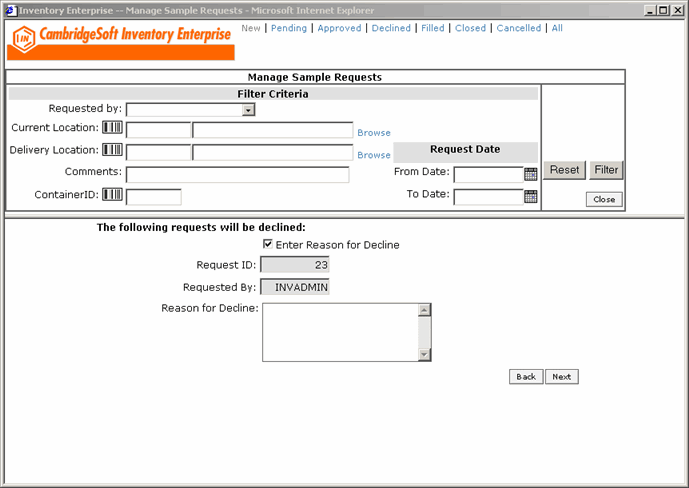 Inventory Enterprise -- Manage Sample Requests - Microsoft Internet Explorer
CambridgeSoft Inventory Enterprise
New | Pending | Approved | Declined | Filled | Closed | Cancelled | All
Manage Sample Requests
Filter Criteria
Requested by:
Current Location: Browse
Delivery Location: Browse
Request Date
Comments:
From Date:
Reset Filter
ContainerID:
To Date:
Close
The following requests will be declined:
Enter Reason for Decline
Request ID: 23
Requested By: INVADMIN
Reason for Decline:
Back Next